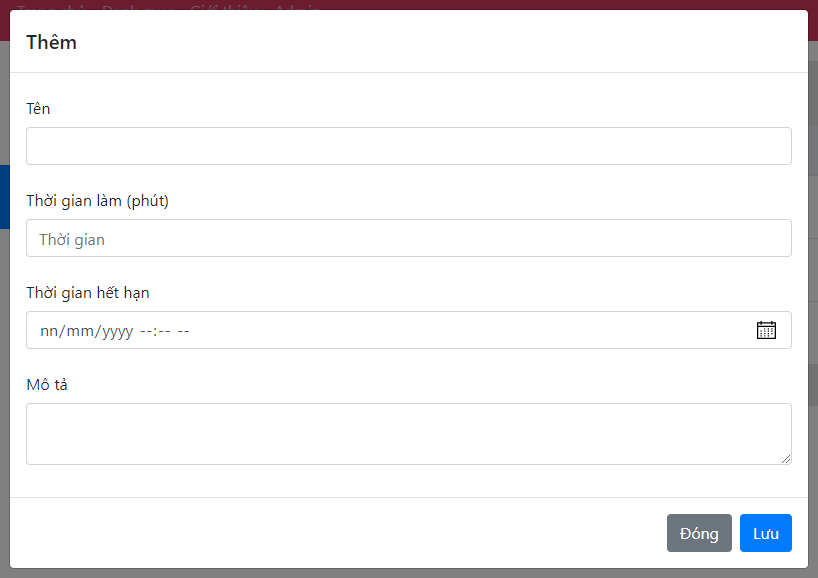 Thêm
Tên
Thời gian làm (phút)
Thời gian
Thời gian hết hạn
nn/mm/yyyy --:-- --
Mô tả
Đóng Lưu